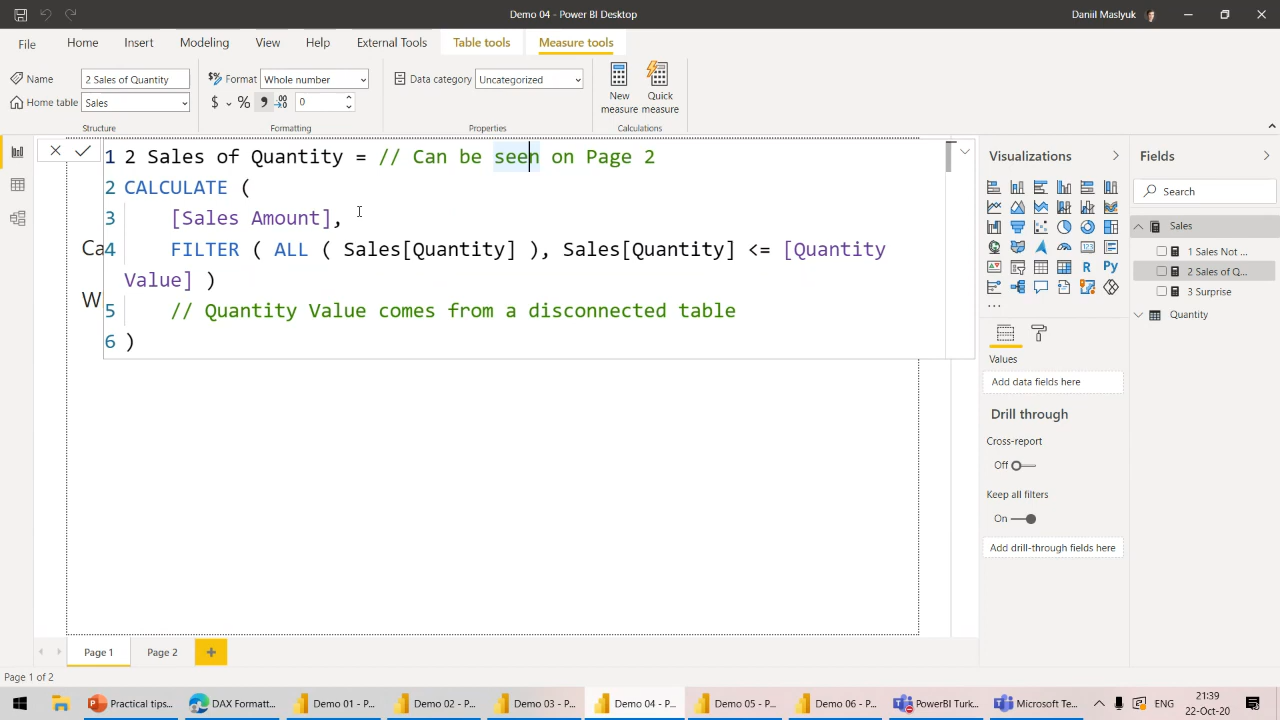 Demo 04 - Power BI Desktop
Daniil Maslyuk
File
Home
Insert
Modeling
View
Help
External Tools
Table tools
Measure tools
Name
2 Sales of Quantity
Home table
Sales
Structure
Format
Whole number
$
%
0
Formatting
Data category
Uncategorized
Properties
New
measure
Quick
measure
Calculations
1 2 Sales of Quantity = // Can be seen on Page 2
2 CALCULATE (
3 [Sales Amount],
4 FILTER ( ALL ( Sales[Quantity] ), Sales[Quantity] <= [Quantity
Value] )
5 // Quantity Value comes from a disconnected table
6 )
Ca
W
Visualizations
R
Py
Values
Add data fields here
Drill through
Cross-report
Off
Keep all filters
On
Add drill-through fields here
Fields
Search
Sales
1 Sales Not ...
2 Sales of Q...
3 Surprise
Quantity
Page 1
Page 2
+
Page 1 of 2
Practical tips...
DAX Formatt...
Demo 01 - P...
Demo 02 - P...
Demo 03 - P...
Demo 04 - P...
Demo 05 - P...
Demo 06 - P...
PowerBI Turk...
Microsoft Te...
ENG
21:39
22-Oct-20